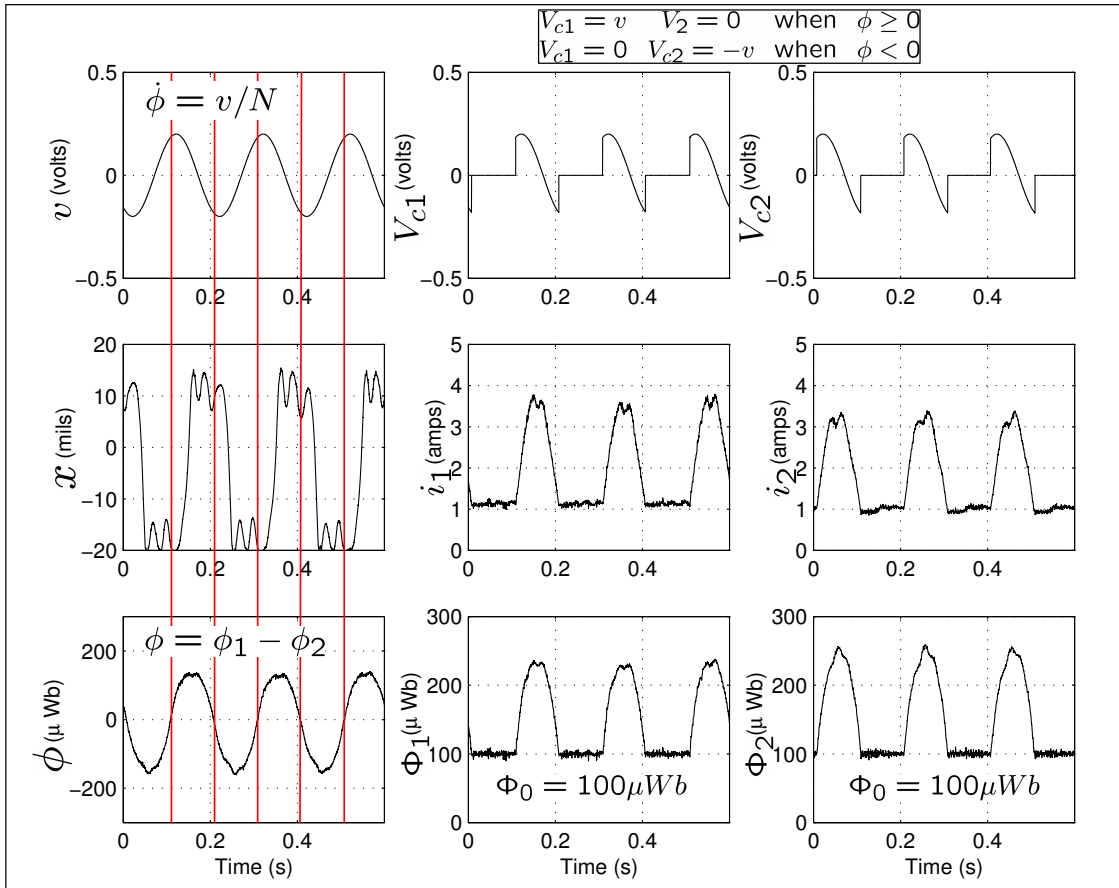 V_{c1} = v V_2 = 0 when ϕ ≥ 0
V_{c1} = 0 V_{c2} = −v when ϕ < 0
0.5
0
−0.5
0 0.2 0.4
v (volts)
ϕ̇ = v/N
0.5
0
−0.5
0 0.2 0.4
V_{c1} (volts)
0.5
0
−0.5
0 0.2 0.4
V_{c2} (volts)
20
10
0
−10
−20
0 0.2 0.4
x (mils)
5
4
3
2
1
0
0 0.2 0.4
i_1 (amps)
5
4
3
2
1
0
0 0.2 0.4
i_2 (amps)
200
0
−200
0 0.2 0.4
Time (s)
ϕ (μ Wb)
ϕ = ϕ_1 − ϕ_2
300
200
100
0
0 0.2 0.4
Time (s)
Φ_1 (μ Wb)
Φ_0 = 100μWb
300
200
100
0
0 0.2 0.4
Time (s)
Φ_2 (μ Wb)
Φ_0 = 100μWb